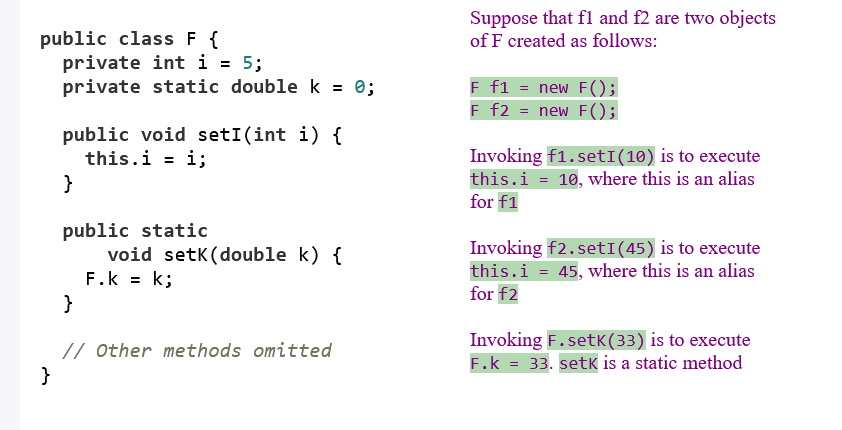 public class F {
private int i = 5;
private static double k = 0;
public void setI(int i) {
this.i = i;
}
public static
void setK(double k) {
F.k = k;
}
// Other methods omitted
}
Suppose that f1 and f2 are two objects
of F created as follows:
F f1 = new F();
F f2 = new F();
Invoking f1.setI(10) is to execute
this.i = 10, where this is an alias
for f1
Invoking f2.setI(45) is to execute
this.i = 45, where this is an alias
for f2
Invoking F.setK(33) is to execute
F.k = 33. setK is a static method